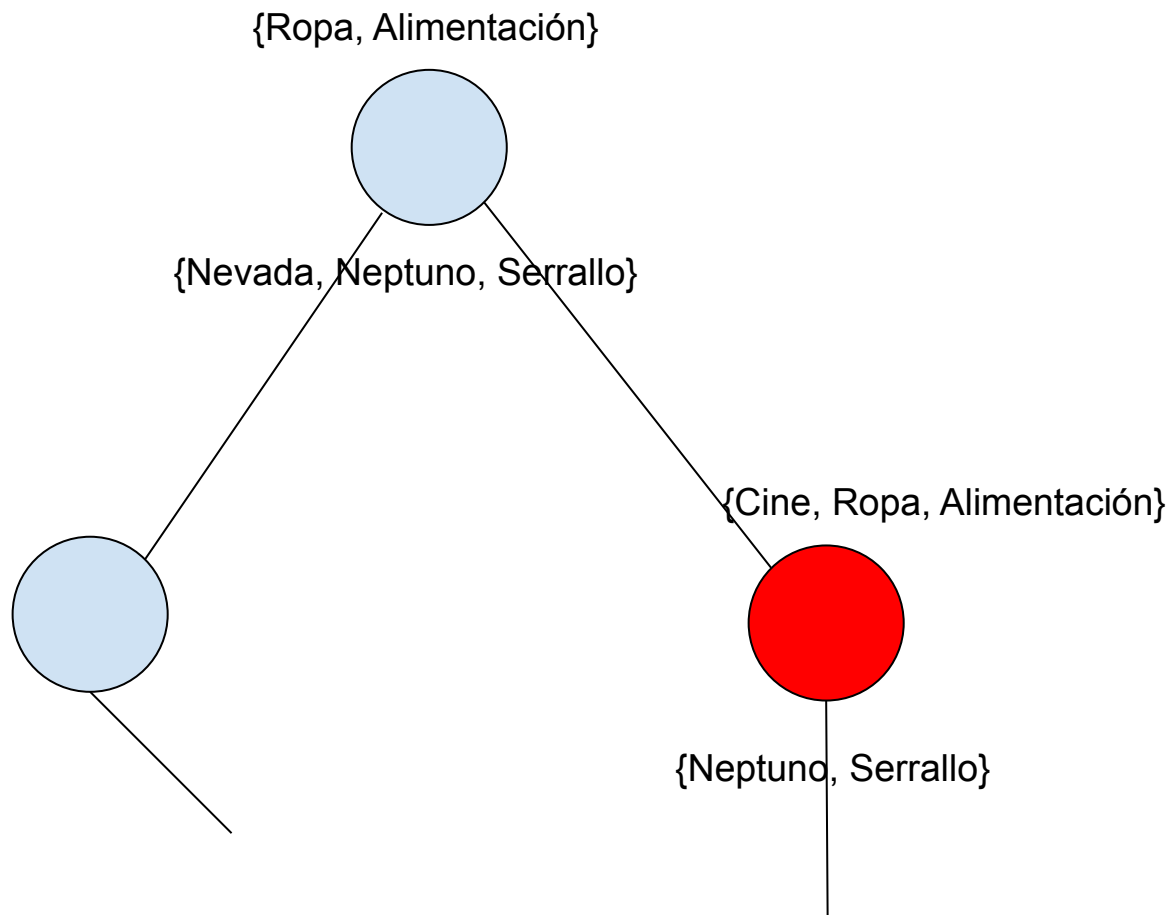 {Ropa, Alimentación}
{Nevada, Neptuno, Serrallo}
{Cine, Ropa, Alimentación}
{Neptuno, Serrallo}